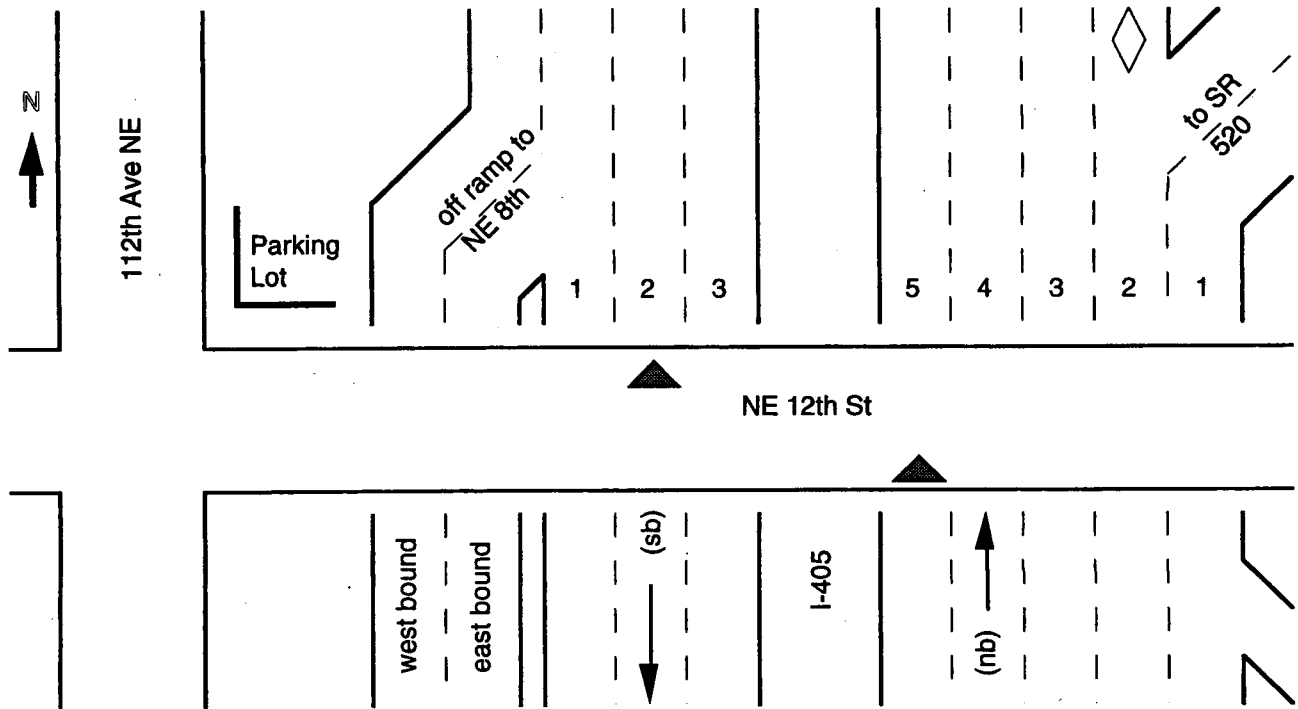 N
112th Ave NE
Parking
Lot
off ramp to
NE 8th
1
2
3
5
4
3
2
1
to SR
520
NE 12th St
west bound
east bound
(sb)
I-405
(nb)